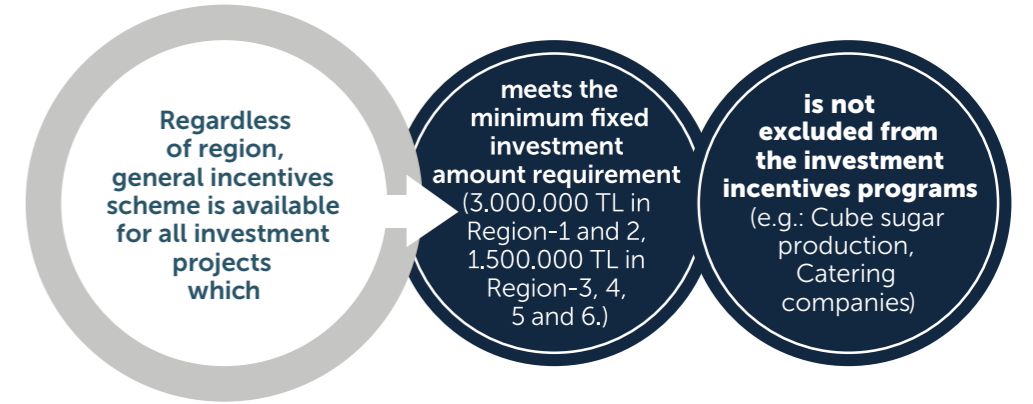 Regardless
of region,
general incentives
scheme is available
for all investment
projects
which
meets the
minimum fixed
investment
amount requirement
(3.000.000 TL in
Region-1 and 2,
1.500.000 TL in
Region-3, 4,
5 and 6.)
is not
excluded from
the investment
incentives programs
(e.g.: Cube sugar
production,
Catering
companies)